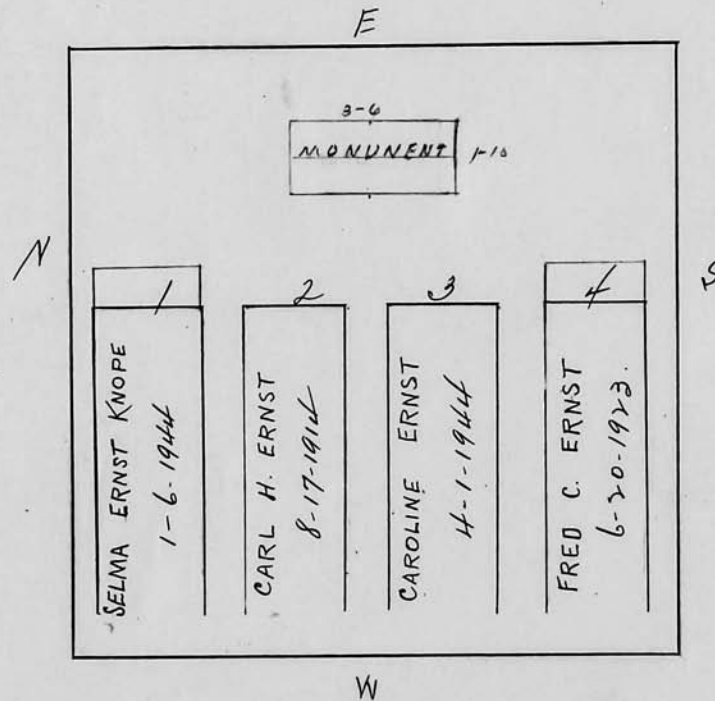 E
3-6
MONUNENT
1-10
N
S
1
2
3
4
SELMA ERNST KNOPE
1-6-1944
CARL H. ERNST
8-17-1914
CAROLINE ERNST
4-1-1944
FRED C. ERNST
6-20-1923.
W